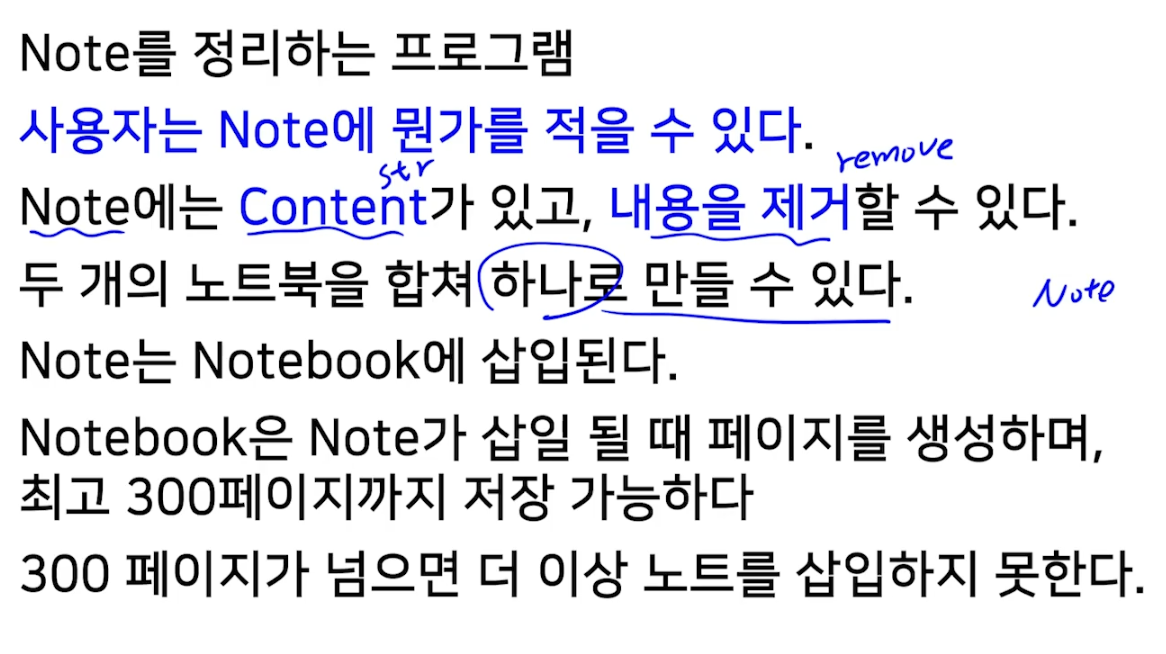 Note를 정리하는 프로그램
사용자는 Note에 뭔가를 적을 수 있다.
str
remove
Note에는 Content가 있고, 내용을 제거할 수 있다.
두 개의 노트북을 합쳐 하나로 만들 수 있다.
Note
Note는 Notebook에 삽입된다.
Notebook은 Note가 삽일 될 때 페이지를 생성하며,
최고 300페이지까지 저장 가능하다
300 페이지가 넘으면 더 이상 노트를 삽입하지 못한다.